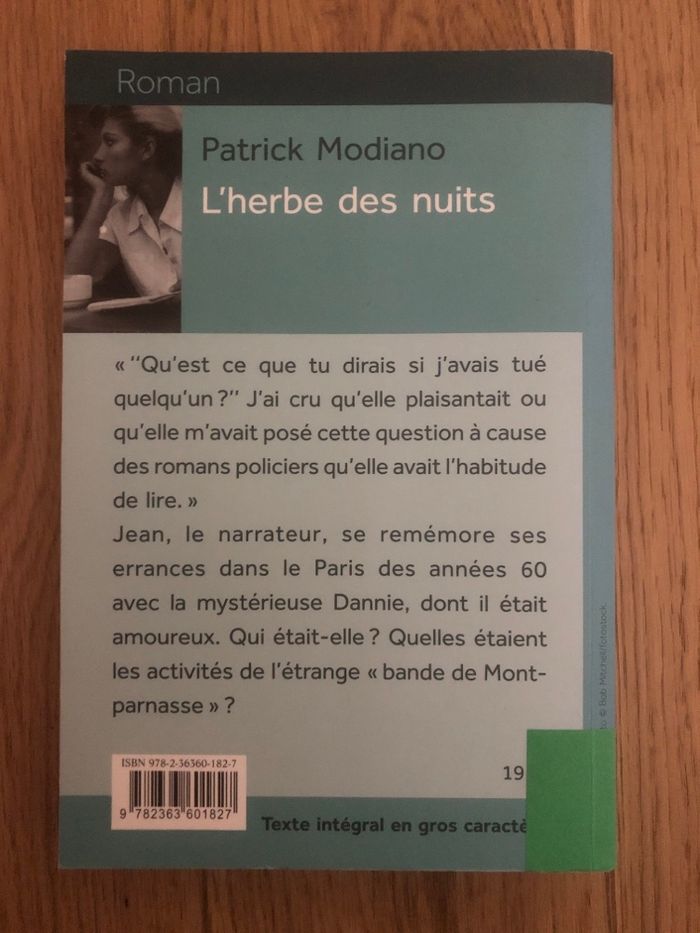 Roman
Patrick Modiano
L'herbe des nuits
« “Qu'est ce que tu dirais si j'avais tué
quelqu'un ?” J'ai cru qu'elle plaisantait ou
qu'elle m'avait posé cette question à cause
des romans policiers qu'elle avait l'habitude
de lire. »
Jean, le narrateur, se remémore ses
errances dans le Paris des années 60
avec la mystérieuse Dannie, dont il était
amoureux. Qui était-elle ? Quelles étaient
les activités de l'étrange « bande de Mont-
parnasse » ?
© Bob Mitchell/fotostock.
ISBN 978-2-36360-182-7
9 782363 601827
19
Texte intégral en gros